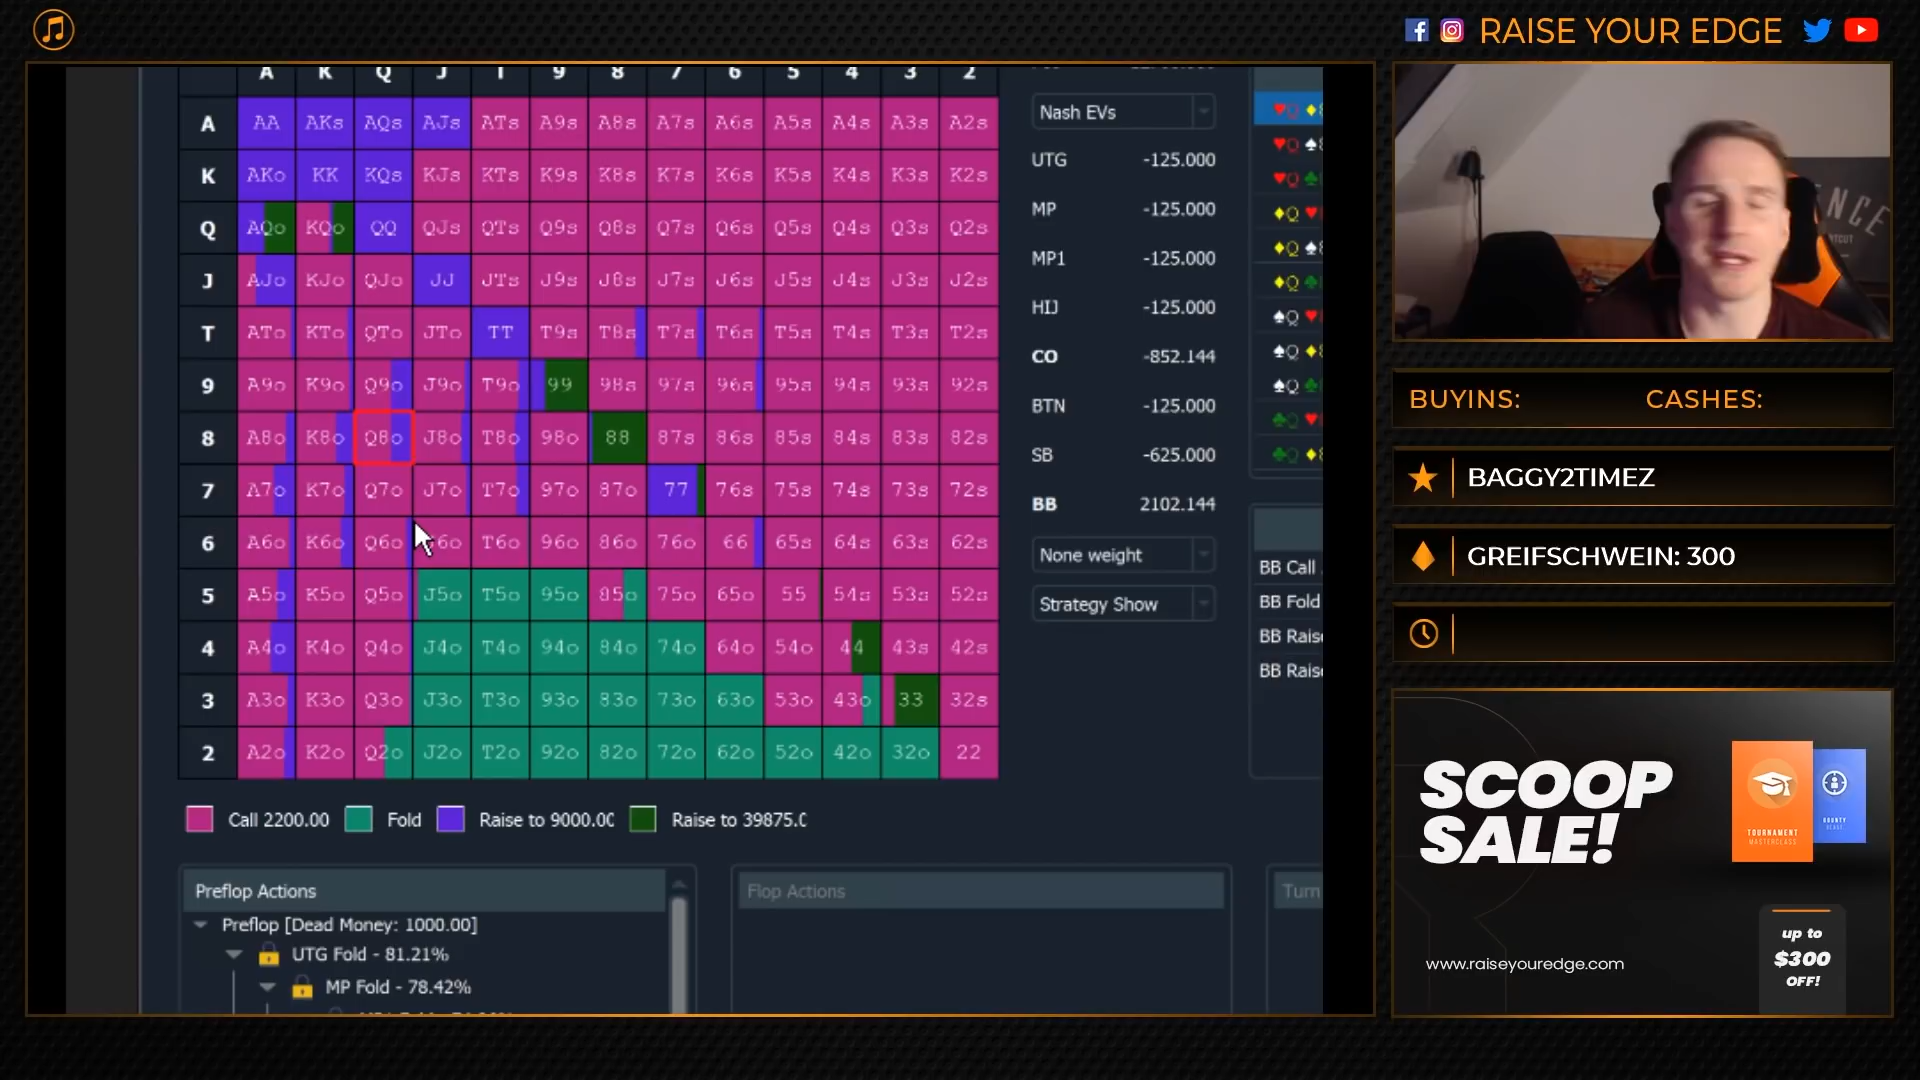 RAISE YOUR EDGE
A K Q J T 9 8 7 6 5 4 3 2
A AA AKs AQs AJs ATs A9s A8s A7s A6s A5s A4s A3s A2s
K AKo KK KQs KJs KTs K9s K8s K7s K6s K5s K4s K3s K2s
Q AQo KQo QQ QJs QTs Q9s Q8s Q7s Q6s Q5s Q4s Q3s Q2s
J AJo KJo QJo JJ JTs J9s J8s J7s J6s J5s J4s J3s J2s
T ATo KTo QTo JTo TT T9s T8s T7s T6s T5s T4s T3s T2s
9 A9o K9o Q9o J9o T9o 99 98s 97s 96s 95s 94s 93s 92s
8 A8o K8o Q8o J8o T8o 98o 88 87s 86s 85s 84s 83s 82s
7 A7o K7o Q7o J7o T7o 97o 87o 77 76s 75s 74s 73s 72s
6 A6o K6o Q6o J6o T6o 96o 86o 76o 66 65s 64s 63s 62s
5 A5o K5o Q5o J5o T5o 95o 85o 75o 65o 55 54s 53s 52s
4 A4o K4o Q4o J4o T4o 94o 84o 74o 64o 54o 44 43s 42s
3 A3o K3o Q3o J3o T3o 93o 83o 73o 63o 53o 43o 33 32s
2 A2o K2o Q2o J2o T2o 92o 82o 72o 62o 52o 42o 32o 22
Call 2200.00 Fold Raise to 9000.00 Raise to 39875.0
Nash EVs
UTG -125.000
MP -125.000
MP1 -125.000
HIJ -125.000
CO -852.144
BTN -125.000
SB -625.000
BB 2102.144
None weight
Strategy Show
BB Call
BB Fold
BB Rais
BB Rais
Preflop Actions
Preflop [Dead Money: 1000.00]
UTG Fold - 81.21%
MP Fold - 78.42%
Flop Actions
Turn
BUYINS: CASHES:
BAGGY2TIMEZ
GREIFSCHWEIN: 300
SCOOP
SALE!
TOURNAMENT
MASTERCLASS
BOUNTY
www.raiseyouredge.com
up to
$300
OFF!